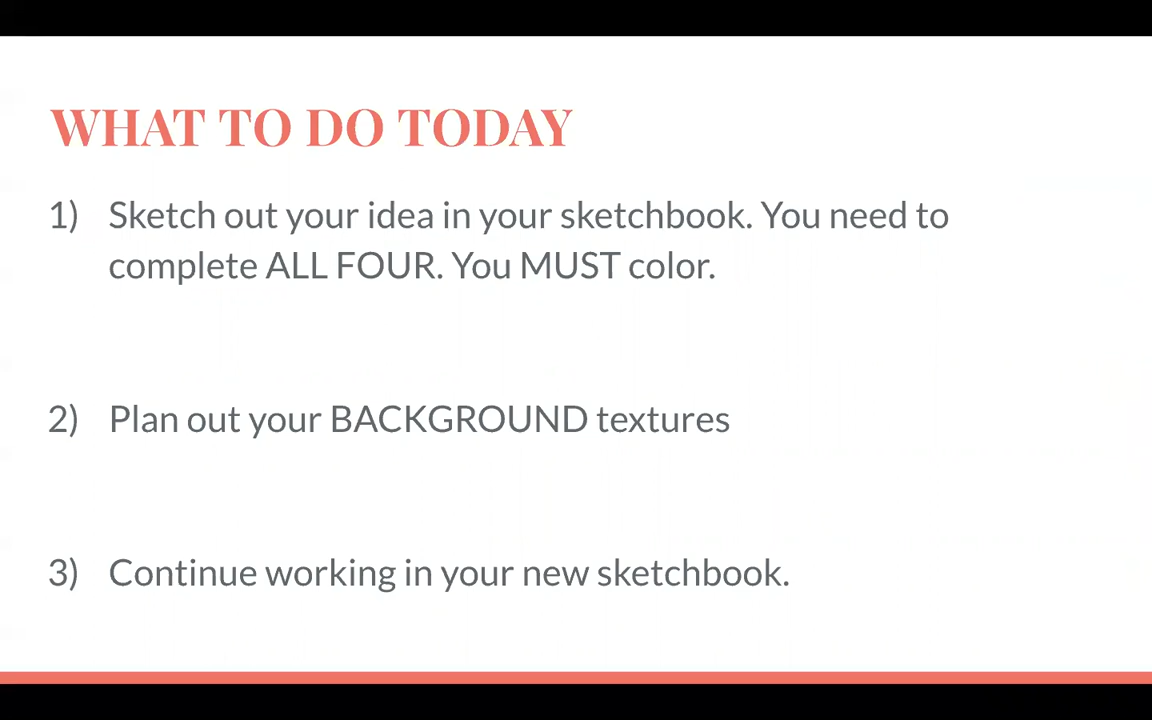 WHAT TO DO TODAY
1) Sketch out your idea in your sketchbook. You need to
complete ALL FOUR. You MUST color.
2) Plan out your BACKGROUND textures
3) Continue working in your new sketchbook.